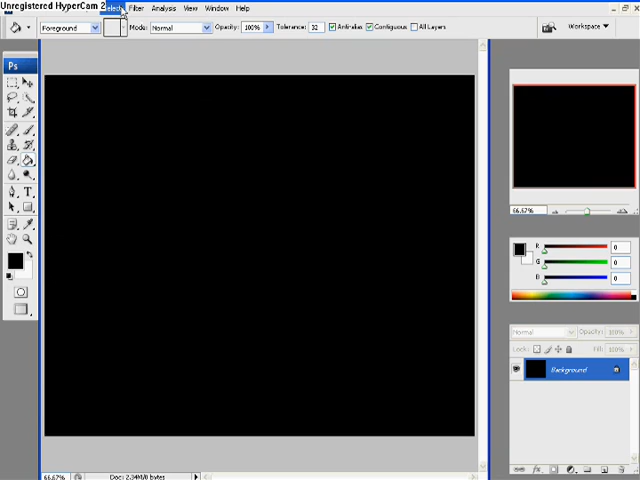 Unregistered HyperCam 2
Select Filter Analysis View Window Help
Foreground Mode: Normal Opacity: 100% Tolerance: 32 Anti-alias Contiguous All Layers Workspace
Ps
T
66.67%
R 0
G 0
B 0
Normal Opacity: 100%
Lock: Fill: 100%
Background
66.67% Doc: 2.34M/0 bytes